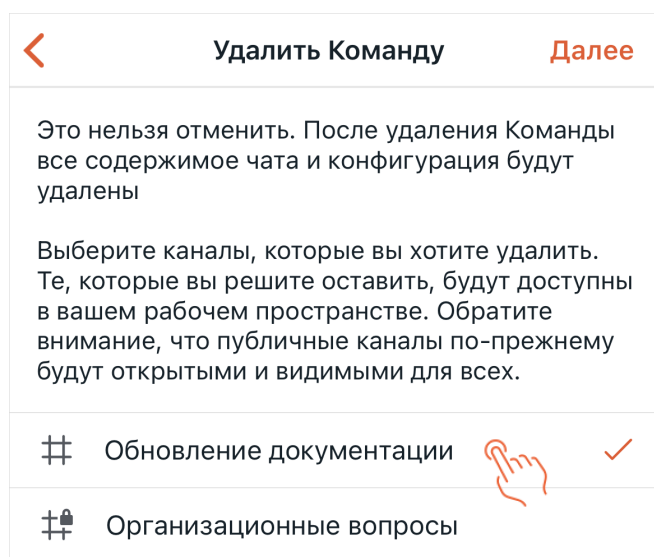 Удалить Команду Далее
Это нельзя отменить. После удаления Команды
все содержимое чата и конфигурация будут
удалены
Выберите каналы, которые вы хотите удалить.
Те, которые вы решите оставить, будут доступны
в вашем рабочем пространстве. Обратите
внимание, что публичные каналы по-прежнему
будут открытыми и видимыми для всех.
Обновление документации
Организационные вопросы